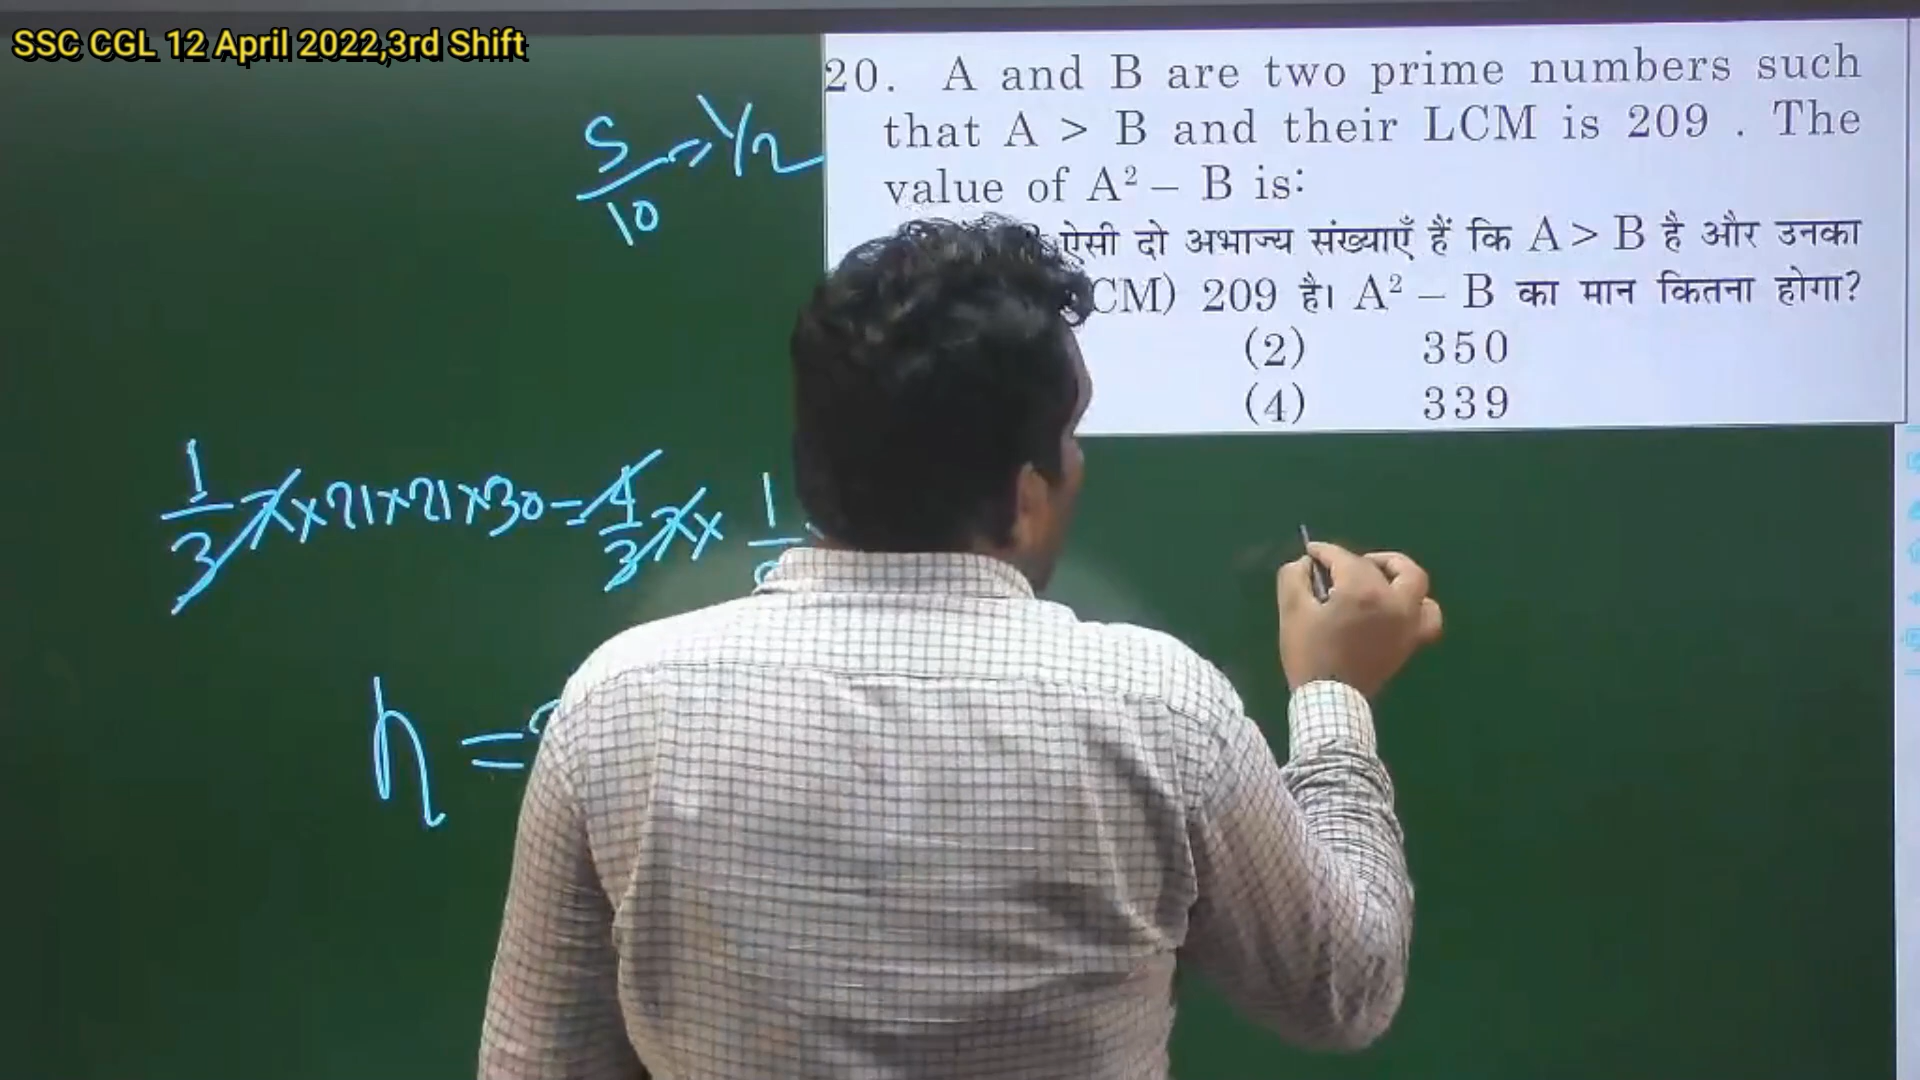 SSC CGL 12 April 2022,3rd Shift
20. A and B are two prime numbers such
that A > B and their LCM is 209 . The
value of A² – B is:
ऐसी दो अभाज्य संख्याएँ हैं कि A > B है और उनका
CM) 209 है। A² – B का मान कितना होगा?
(2) 350
(4) 339
5/10 = 1/2
1/3 π × 21 × 21 × 30 = 4/3 π × 1
h =